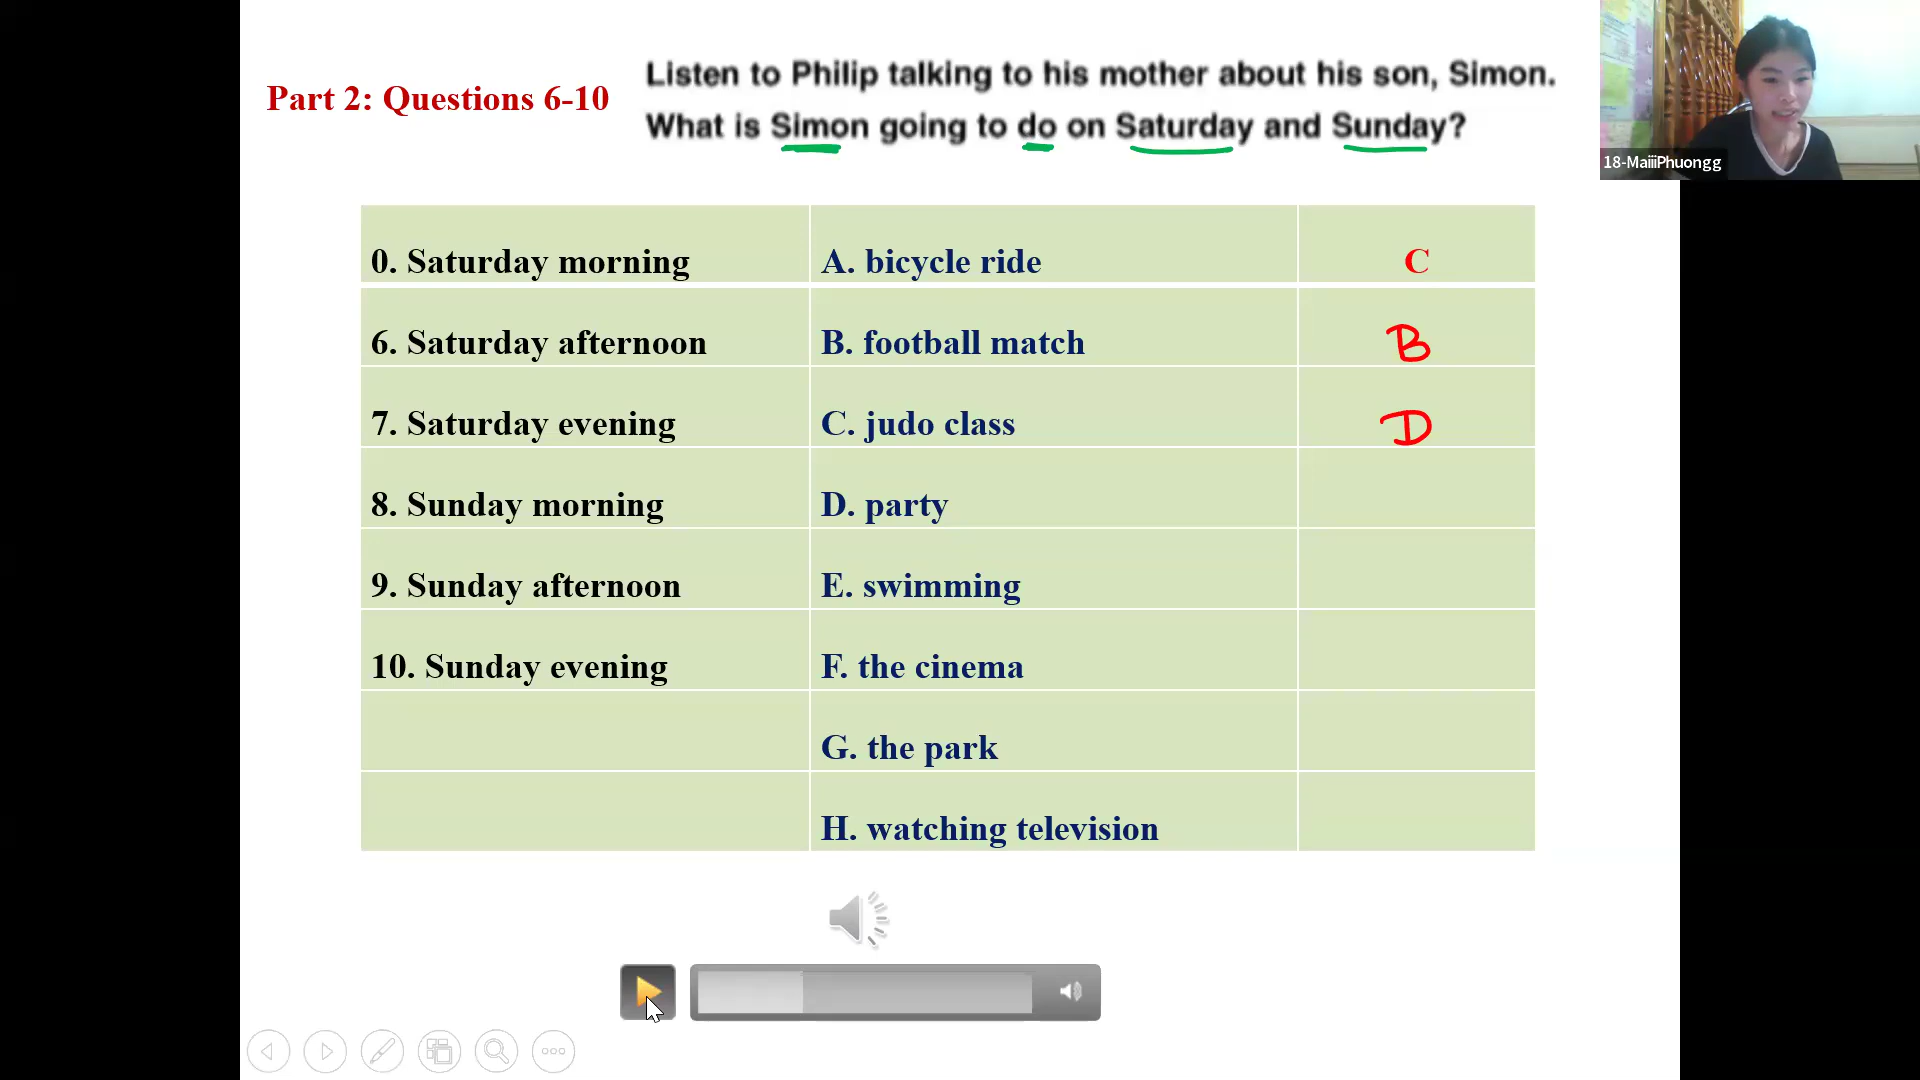 Part 2: Questions 6-10
Listen to Philip talking to his mother about his son, Simon.
What is Simon going to do on Saturday and Sunday?
18-MaiiiPhuongg
0. Saturday morning A. bicycle ride C
6. Saturday afternoon B. football match B
7. Saturday evening C. judo class D
8. Sunday morning D. party
9. Sunday afternoon E. swimming
10. Sunday evening F. the cinema
G. the park
H. watching television